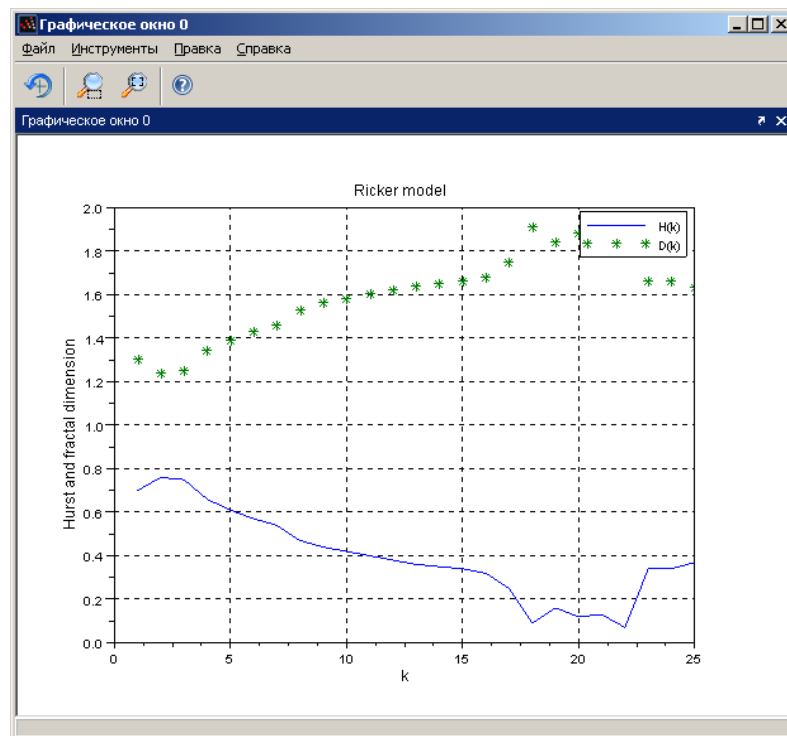 Графическое окно 0
Файл Инструменты Правка Справка
Графическое окно 0
Ricker model
H(k)
D(k)
Hurst and fractal dimension
2.0
1.8
1.6
1.4
1.2
1.0
0.8
0.6
0.4
0.2
0.0
0 5 10 15 20 25
k